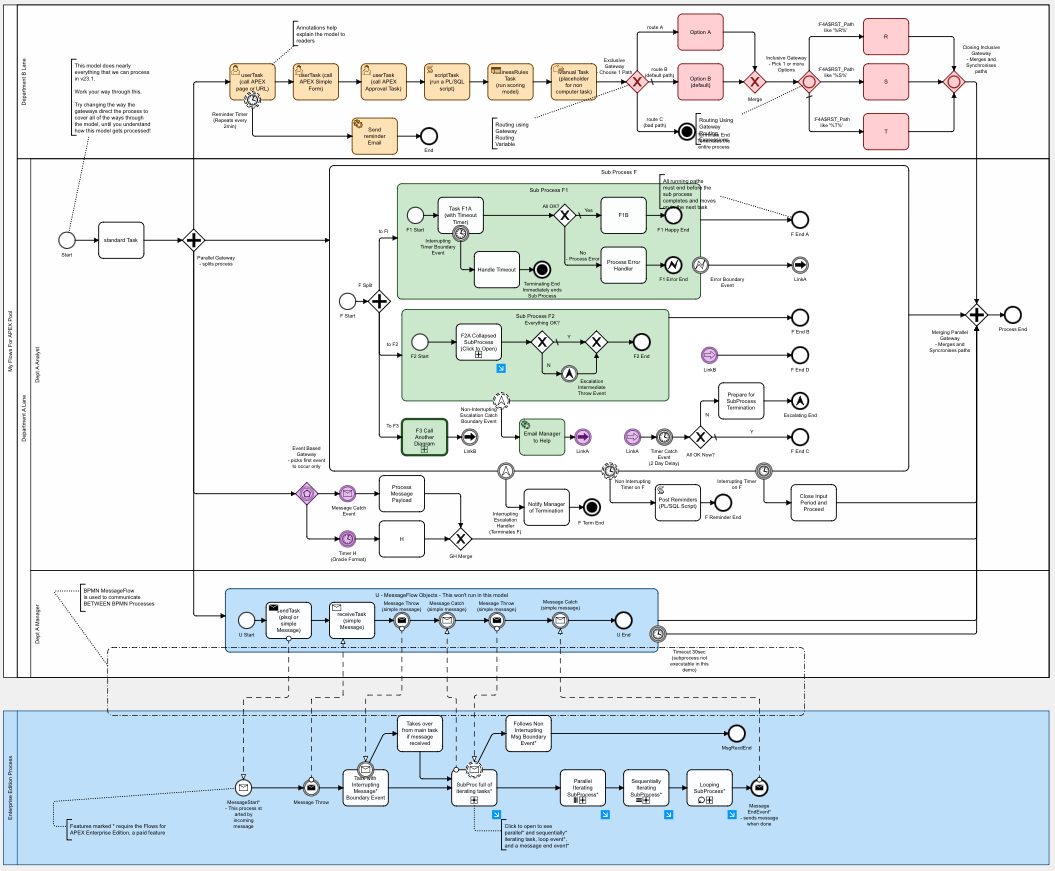 My Flows For APEX Pool
Department B Lane
This model does nearly
everything that we can process
in v23.1.
Work your way through this.
Try changing the way the
gateways direct the process to
cover all of the ways through
the model, until you understand
how this model gets processed!
Annotations help
explain the model to
readers
userTask
(call APEX
page or URL)
Reminder Timer
(Repeats every
2min)
userTask (call
APEX Simple
Form)
userTask
(call APEX
Approval Task)
scriptTask
(run a PL/SQL
script)
businessRules
Task
(run scoring
model)
Manual Task
(placeholder
for non
computer task)
Send
reminder
Email
End
Exclusive
Gateway
- Choose 1 Path
route A
route B
(default path)
route C
(bad path)
Option A
Option B
(default)
Routing using
Gateway
Routing
Variable
Merge
Routing Using
Gateway
entire process
Inclusive Gateway
- Pick 1 or more
Options
:F4A$RST_Path
like '%R%'
:F4A$RST_Path
like '%S%'
:F4A$RST_Path
like '%T%'
R
S
T
Closing Inclusive
Gateway
- Merges and
Synchronises
paths
Department A Lane
Dept A Analyst
Start
standard Task
Parallel Gateway
- splits process
Sub Process F
F Start
F Split
to FI
to F2
To F3
Sub Process F1
F1 Start
Task F1A
(with Timeout
Timer)
Interrupting
Timer Boundary
Event
Handle Timeout
Terminating End
Immediately ends
Sub Process
All OK?
Yes
No
- Process Error
F1B
F1 Happy End
Process Error
Handler
F1 Error End
Error Boundary
Event
All running paths
must end before the
sub process
completes and moves
on to the next task
F End A
LinkA
Sub Process F2
Everything OK?
F2 Start
F2A Collapsed
SubProcess
(Click to Open)
Y
N
Escalation
Intermediate
Throw Event
F2 End
F End B
LinkB
F End D
Non-Interrupting
Escalation Catch
Boundary Event
F3 Call
Another
Diagram
LinkB
Email Manager
to Help
LinkA
LinkA
Timer Catch
Event
(2 Day Delay)
All OK Now?
N
Y
Prepare for
SubProcess
Termination
Escalating End
F End C
Merging Parallel
Gateway
- Merges and
Syncronises paths
Process End
Event Based
Gateway
- picks first event
to occur only
Message Catch
Event
Process
Message
Payload
Timer H
(Oracle Format)
H
GH Merge
Interrupting
Escalation
Handler
(Terminates F)
Notify Manager
of Termination
F Term End
Non Interrupting
Timer on F
Post Reminders
(PL/SQL Script)
F Reminder End
Interrupting Timer
on F
Close Input
Period and
Proceed
Dept A Manager
BPMN MessageFlow
is used to communicate
BETWEEN BPMN Processes
U - MessageFlow Objects - This won't run in this model
U Start
sendTask
(plsql or
simple
Message)
receiveTask
(simple
Message)
Message Throw
(simple message)
Message Catch
(simple message)
Message Throw
(simple message)
Message Catch
(simple message)
U End
Timeout 30sec
(subprocess not
executable in this
demo)
Enterprise Edition Process
MessageStart*
- This process st
arted by
incoming
message
Message Throw
Task with
Interrupting
Message*
Boundary Event
Takes over
from main task
if message
received
SubProc full of
iterating tasks*
Follows Non
Interrupting
Msg Boundary
Event*
MsgRecdEnd
Parallel
Iterating
SubProcess*
Sequentially
Iterating
SubProcess*
Looping
SubProcess*
Message
EndEvent*
- sends message
when done
Features marked * require the Flows for
APEX Enterprise Edition, a paid feature
Click to open to see
parallel* and sequentially*
iterating task, loop event*,
and a message end event*